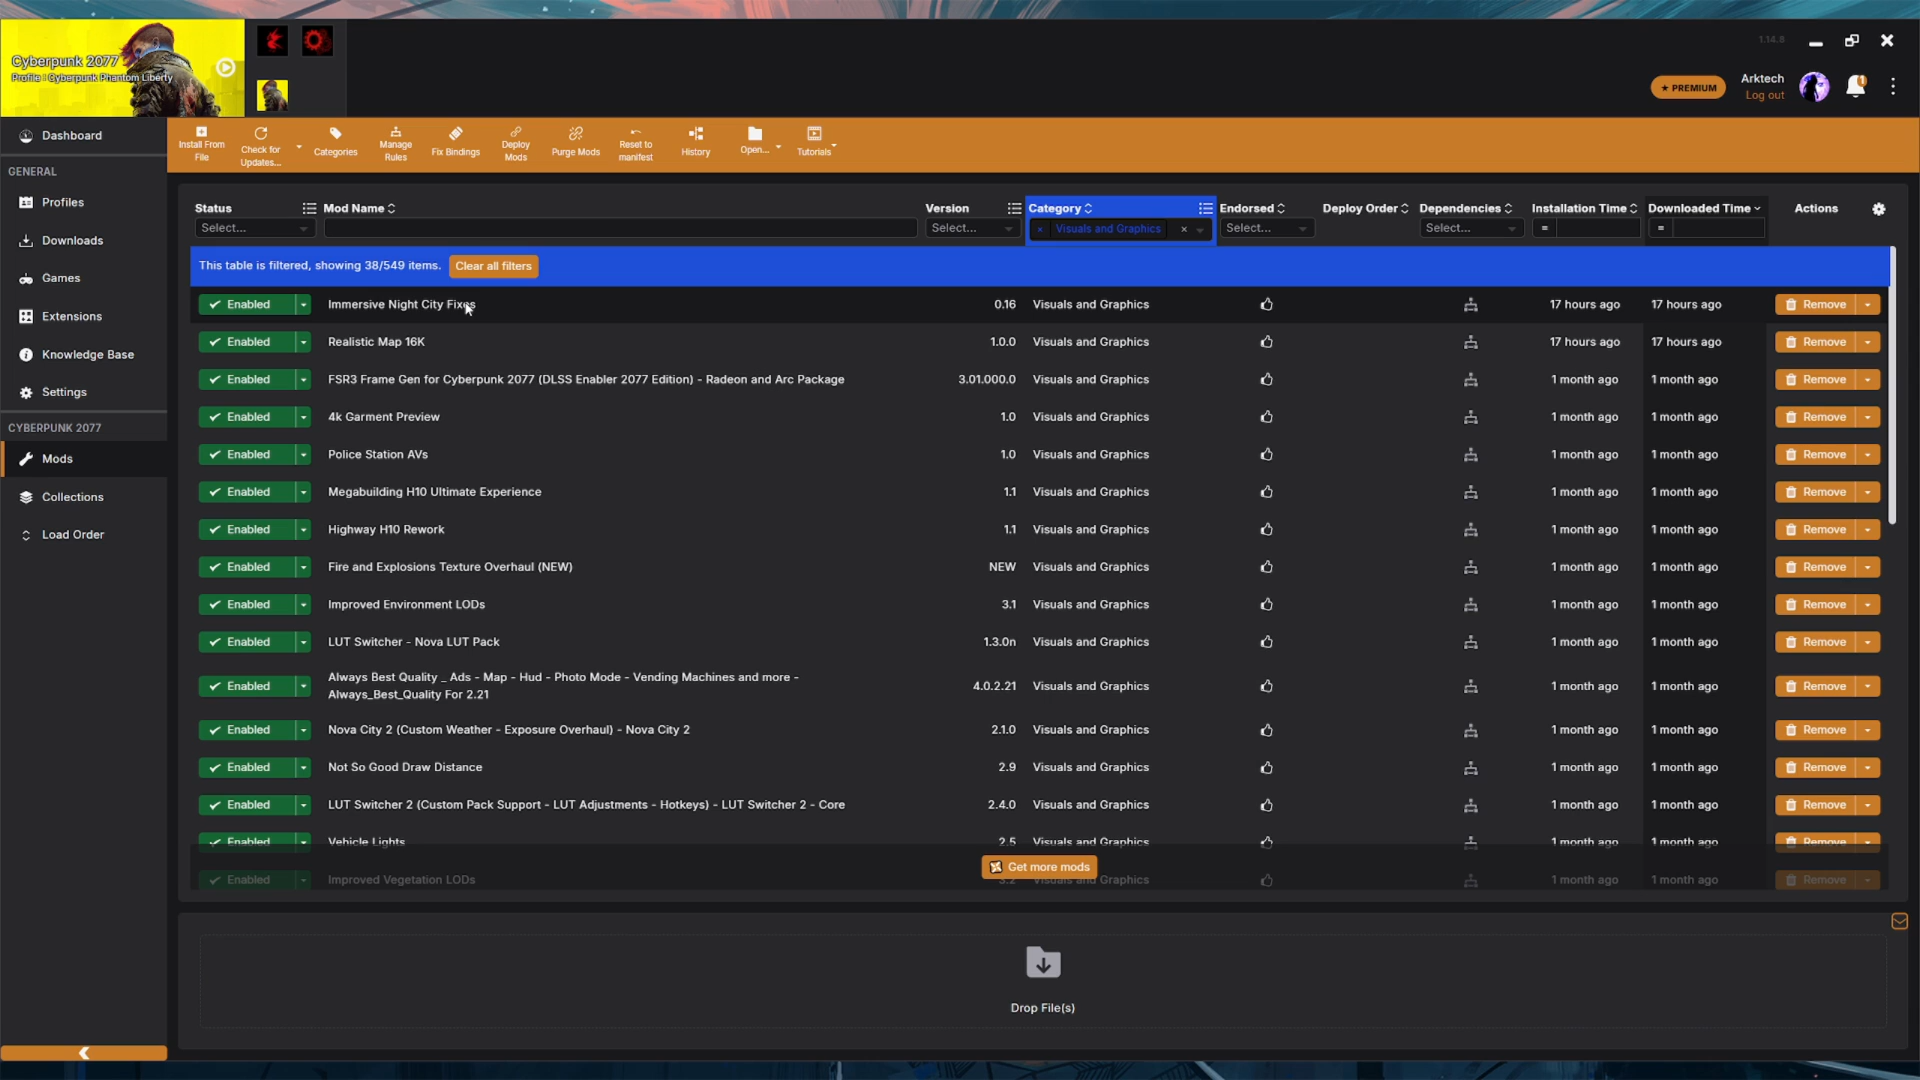 Cyberpunk 2077
Profile : Cyberpunk Phantom Liberty
1.14.8
PREMIUM
Arktech
Log out
1
Dashboard
GENERAL
Profiles
Downloads
Games
Extensions
Knowledge Base
Settings
CYBERPUNK 2077
Mods
Collections
Load Order
Install From File
Check for Updates...
Categories
Manage Rules
Fix Bindings
Deploy Mods
Purge Mods
Reset to manifest
History
Open...
Tutorials
Status Mod Name Version Category Endorsed Deploy Order Dependencies Installation Time Downloaded Time Actions
Select... Select... × Visuals and Graphics × Select... Select... = =
This table is filtered, showing 38/549 items. Clear all filters
Enabled Immersive Night City Fixes 0.16 Visuals and Graphics 17 hours ago 17 hours ago Remove
Enabled Realistic Map 16K 1.0.0 Visuals and Graphics 17 hours ago 17 hours ago Remove
Enabled FSR3 Frame Gen for Cyberpunk 2077 (DLSS Enabler 2077 Edition) - Radeon and Arc Package 3.01.000.0 Visuals and Graphics 1 month ago 1 month ago Remove
Enabled 4k Garment Preview 1.0 Visuals and Graphics 1 month ago 1 month ago Remove
Enabled Police Station AVs 1.0 Visuals and Graphics 1 month ago 1 month ago Remove
Enabled Megabuilding H10 Ultimate Experience 1.1 Visuals and Graphics 1 month ago 1 month ago Remove
Enabled Highway H10 Rework 1.1 Visuals and Graphics 1 month ago 1 month ago Remove
Enabled Fire and Explosions Texture Overhaul (NEW) NEW Visuals and Graphics 1 month ago 1 month ago Remove
Enabled Improved Environment LODs 3.1 Visuals and Graphics 1 month ago 1 month ago Remove
Enabled LUT Switcher - Nova LUT Pack 1.3.0n Visuals and Graphics 1 month ago 1 month ago Remove
Enabled Always Best Quality _ Ads - Map - Hud - Photo Mode - Vending Machines and more -
Always_Best_Quality For 2.21 4.0.2.21 Visuals and Graphics 1 month ago 1 month ago Remove
Enabled Nova City 2 (Custom Weather - Exposure Overhaul) - Nova City 2 2.1.0 Visuals and Graphics 1 month ago 1 month ago Remove
Enabled Not So Good Draw Distance 2.9 Visuals and Graphics 1 month ago 1 month ago Remove
Enabled LUT Switcher 2 (Custom Pack Support - LUT Adjustments - Hotkeys) - LUT Switcher 2 - Core 2.4.0 Visuals and Graphics 1 month ago 1 month ago Remove
Enabled Vehicle Lights 2.5 Visuals and Graphics 1 month ago 1 month ago Remove
Get more mods
Enabled Improved Vegetation LODs 3.2 Visuals and Graphics 1 month ago 1 month ago Remove
Drop File(s)